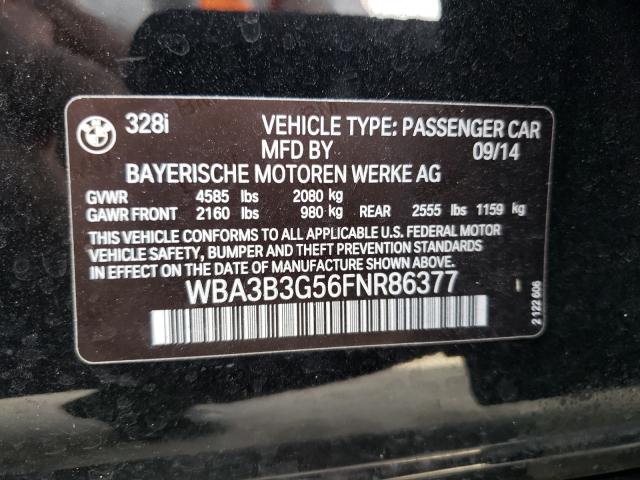 328i VEHICLE TYPE: PASSENGER CAR
MFD BY 09/14
BAYERISCHE MOTOREN WERKE AG
GVWR 4585 lbs 2080 kg
GAWR FRONT 2160 lbs 980 kg REAR 2555 lbs 1159 kg
THIS VEHICLE CONFORMS TO ALL APPLICABLE U.S. FEDERAL MOTOR
VEHICLE SAFETY, BUMPER AND THEFT PREVENTION STANDARDS
IN EFFECT ON THE DATE OF MANUFACTURE SHOWN ABOVE.
WBA3B3G56FNR86377
2 122 606